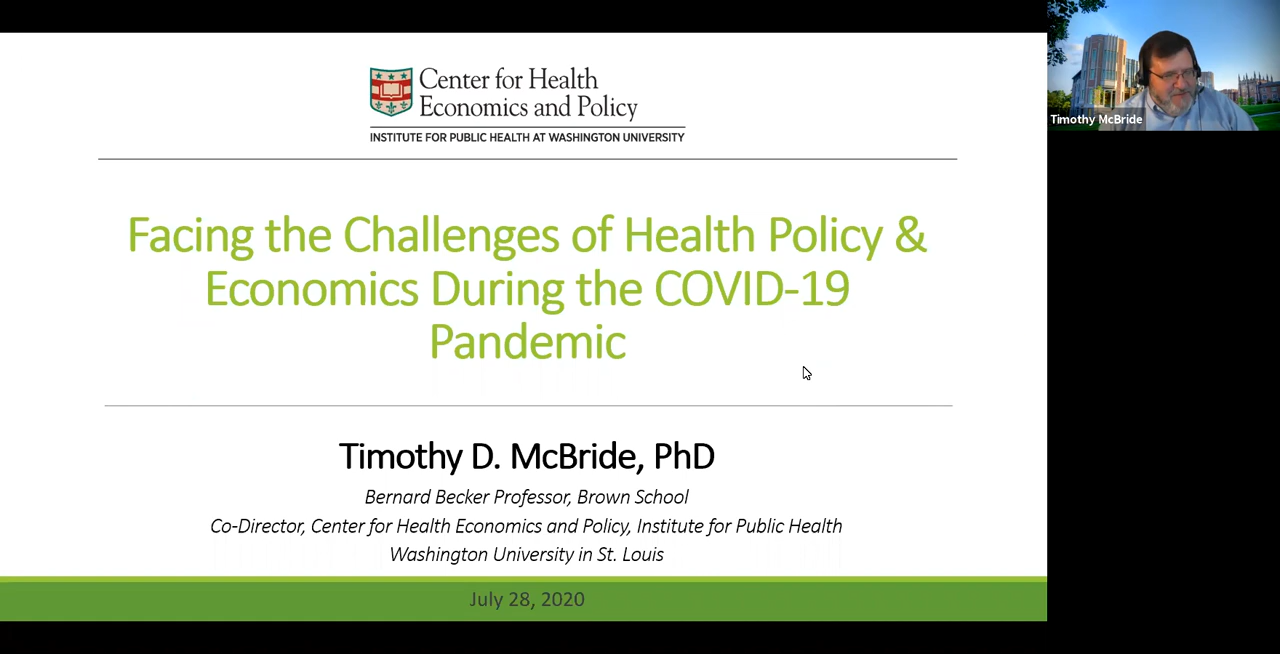 Center for Health
Economics and Policy
INSTITUTE FOR PUBLIC HEALTH AT WASHINGTON UNIVERSITY
Facing the Challenges of Health Policy &
Economics During the COVID-19
Pandemic
Timothy D. McBride, PhD
Bernard Becker Professor, Brown School
Co-Director, Center for Health Economics and Policy, Institute for Public Health
Washington University in St. Louis
July 28, 2020
Timothy McBride